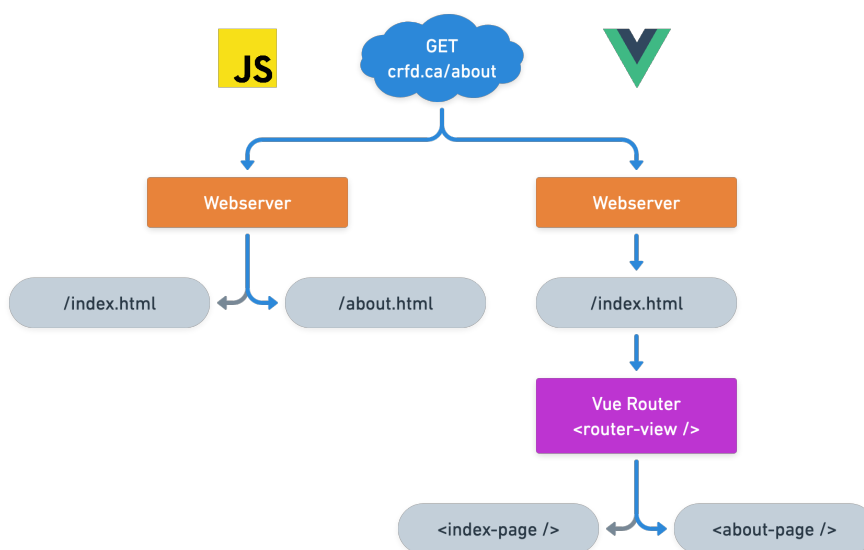 JS
GET
crfd.ca/about
Webserver
Webserver
/index.html
/about.html
/index.html
Vue Router
<router-view />
<index-page />
<about-page />